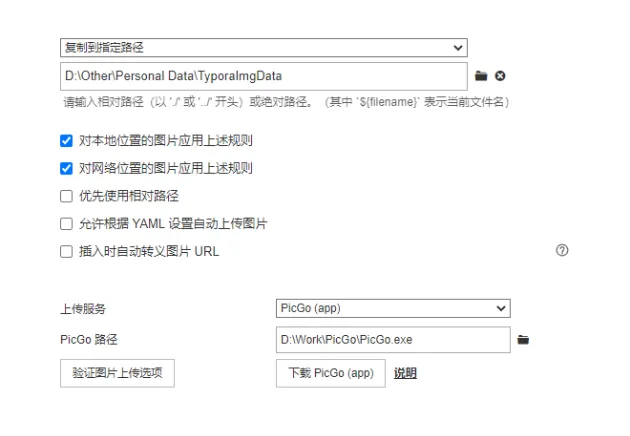 复制到指定路径
D:\Other\Personal Data\TyporaImgData
请输入相对路径（以 './' 或 '../' 开头）或绝对路径。（其中 `${filename}` 表示当前文件名）
对本地位置的图片应用上述规则
对网络位置的图片应用上述规则
优先使用相对路径
允许根据 YAML 设置自动上传图片
插入时自动转义图片 URL
上传服务 PicGo (app)
PicGo 路径 D:\Work\PicGo\PicGo.exe
验证图片上传选项 下载 PicGo (app) 说明